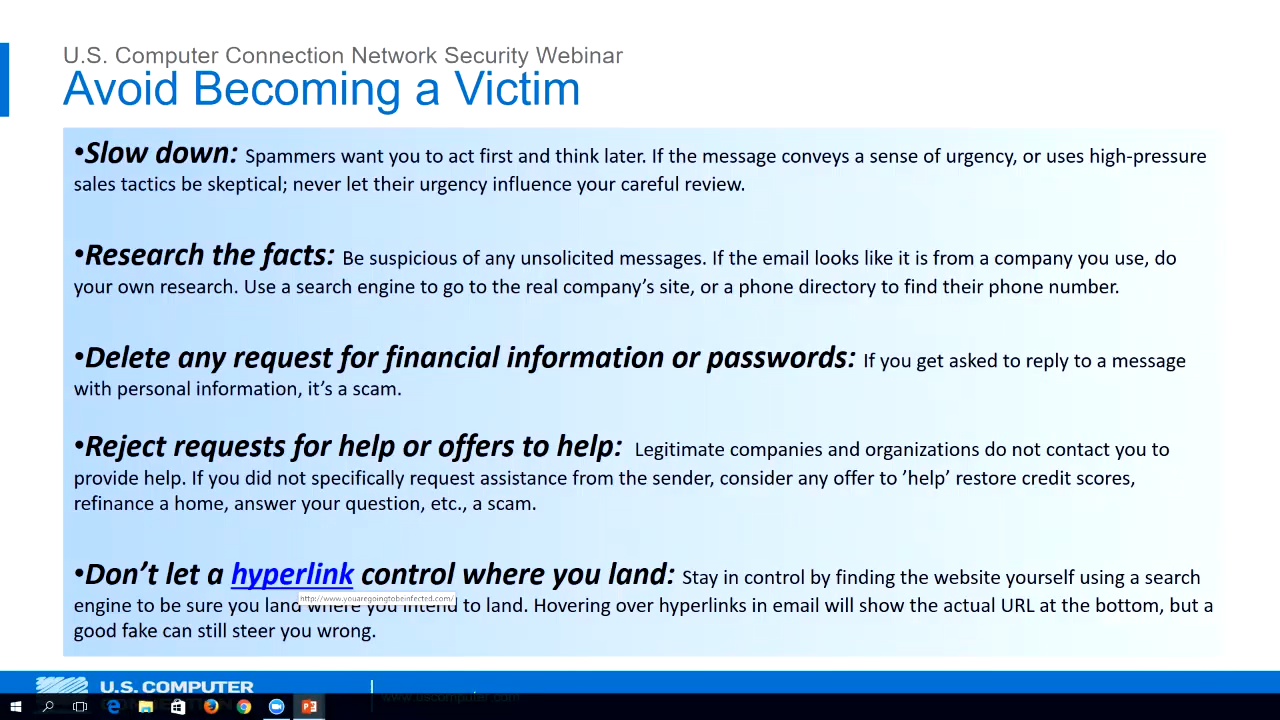 U.S. Computer Connection Network Security Webinar
Avoid Becoming a Victim
•Slow down: Spammers want you to act first and think later. If the message conveys a sense of urgency, or uses high-pressure
sales tactics be skeptical; never let their urgency influence your careful review.
•Research the facts: Be suspicious of any unsolicited messages. If the email looks like it is from a company you use, do
your own research. Use a search engine to go to the real company's site, or a phone directory to find their phone number.
•Delete any request for financial information or passwords: If you get asked to reply to a message
with personal information, it's a scam.
•Reject requests for help or offers to help: Legitimate companies and organizations do not contact you to
provide help. If you did not specifically request assistance from the sender, consider any offer to ’help’ restore credit scores,
refinance a home, answer your question, etc., a scam.
•Don't let a hyperlink control where you land: Stay in control by finding the website yourself using a search
http://www.youaregoingtobeinfected.com/
engine to be sure you land where you intend to land. Hovering over hyperlinks in email will show the actual URL at the bottom, but a
good fake can still steer you wrong.
U.S. COMPUTER